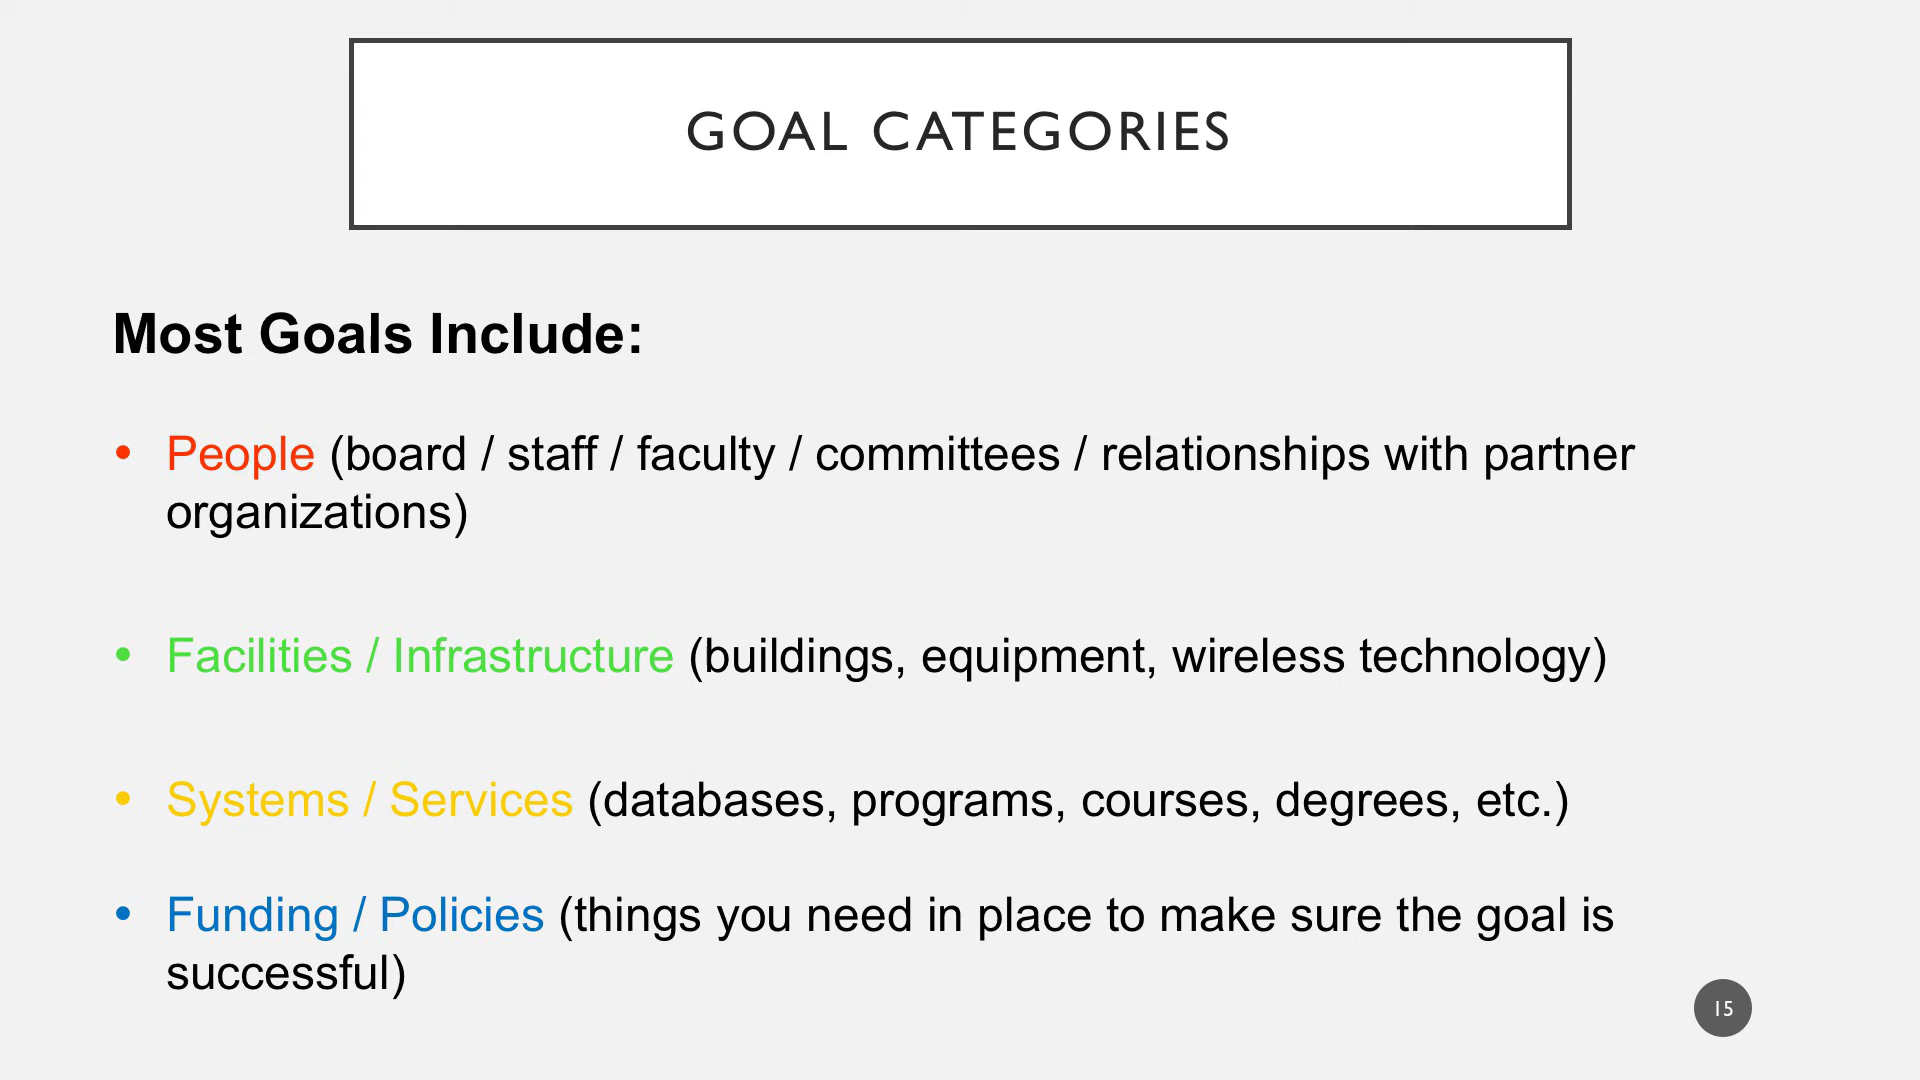 GOAL CATEGORIES
Most Goals Include:
• People (board / staff / faculty / committees / relationships with partner
organizations)
• Facilities / Infrastructure (buildings, equipment, wireless technology)
• Systems / Services (databases, programs, courses, degrees, etc.)
• Funding / Policies (things you need in place to make sure the goal is
successful)
15